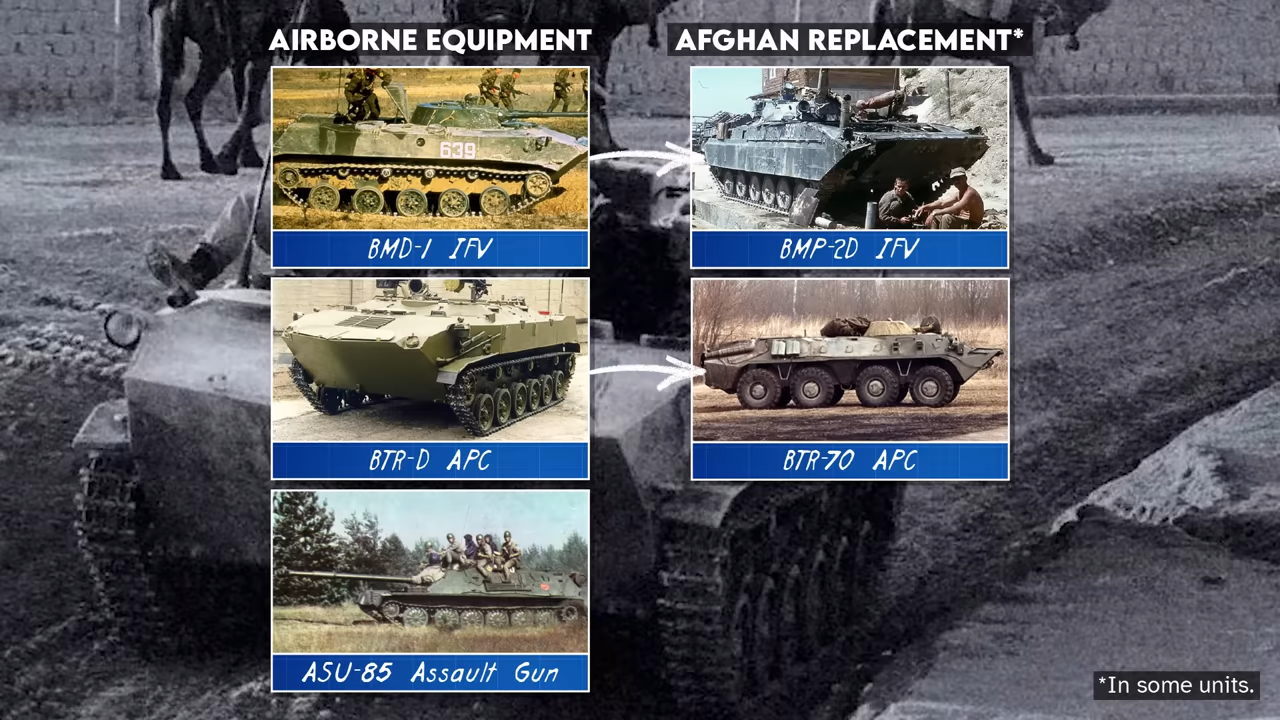 AIRBORNE EQUIPMENT
AFGHAN REPLACEMENT*
639
BMD-1 IFV
BMP-2D IFV
BTR-D APC
BTR-70 APC
ASU-85 Assault Gun
*In some units.